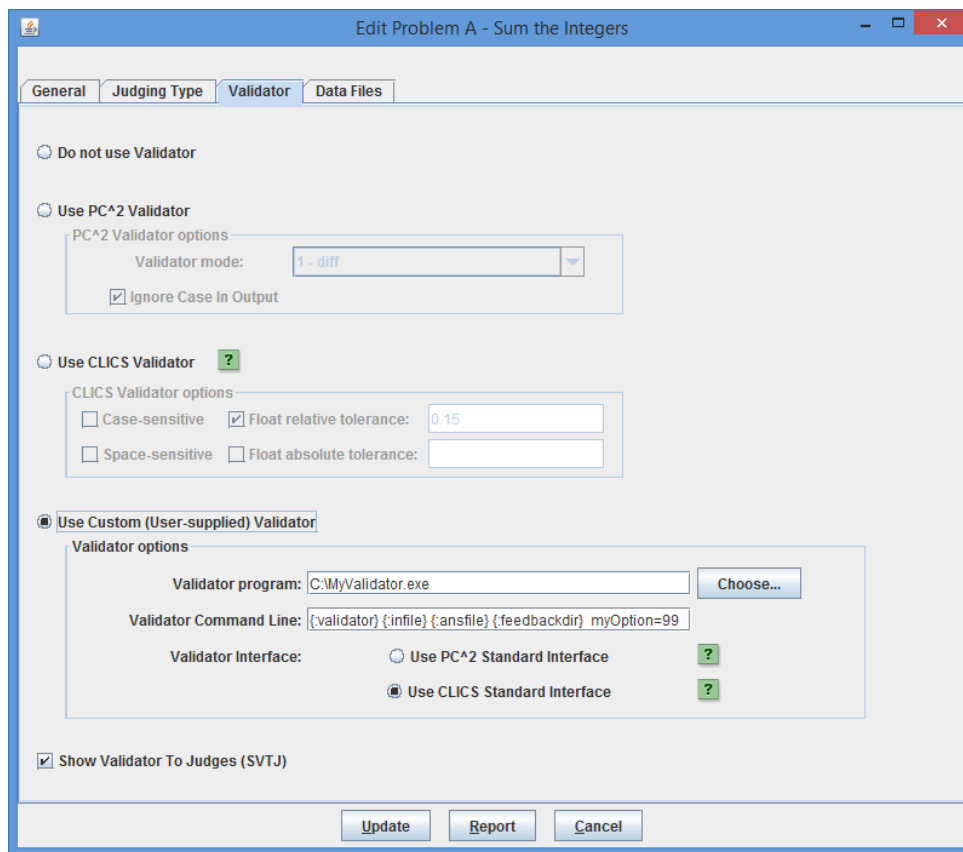 Edit Problem A - Sum the Integers
General Judging Type Validator Data Files
Do not use Validator
Use PC^2 Validator
PC^2 Validator options
Validator mode: 1 - diff
Ignore Case In Output
Use CLICS Validator ?
CLICS Validator options
Case-sensitive Float relative tolerance: 0.15
Space-sensitive Float absolute tolerance:
Use Custom (User-supplied) Validator
Validator options
Validator program: C:\MyValidator.exe Choose...
Validator Command Line: {:validator} {:infile} {:ansfile} {:feedbackdir} myOption=99
Validator Interface: Use PC^2 Standard Interface ?
Use CLICS Standard Interface ?
Show Validator To Judges (SVTJ)
Update Report Cancel